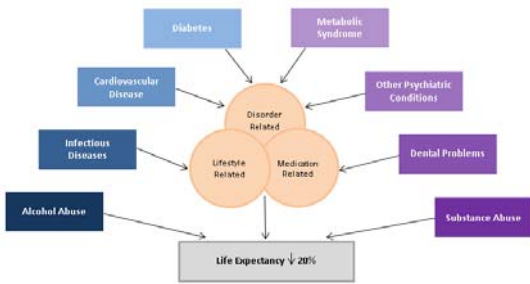 Diabetes
Metabolic
Syndrome
Cardiovascular
Disease
Other Psychiatric
Conditions
Disorder
Related
Infectious
Diseases
Lifestyle
Related
Medication
Related
Dental Problems
Alcohol Abuse
Substance Abuse
Life Expectancy ↓ 20%